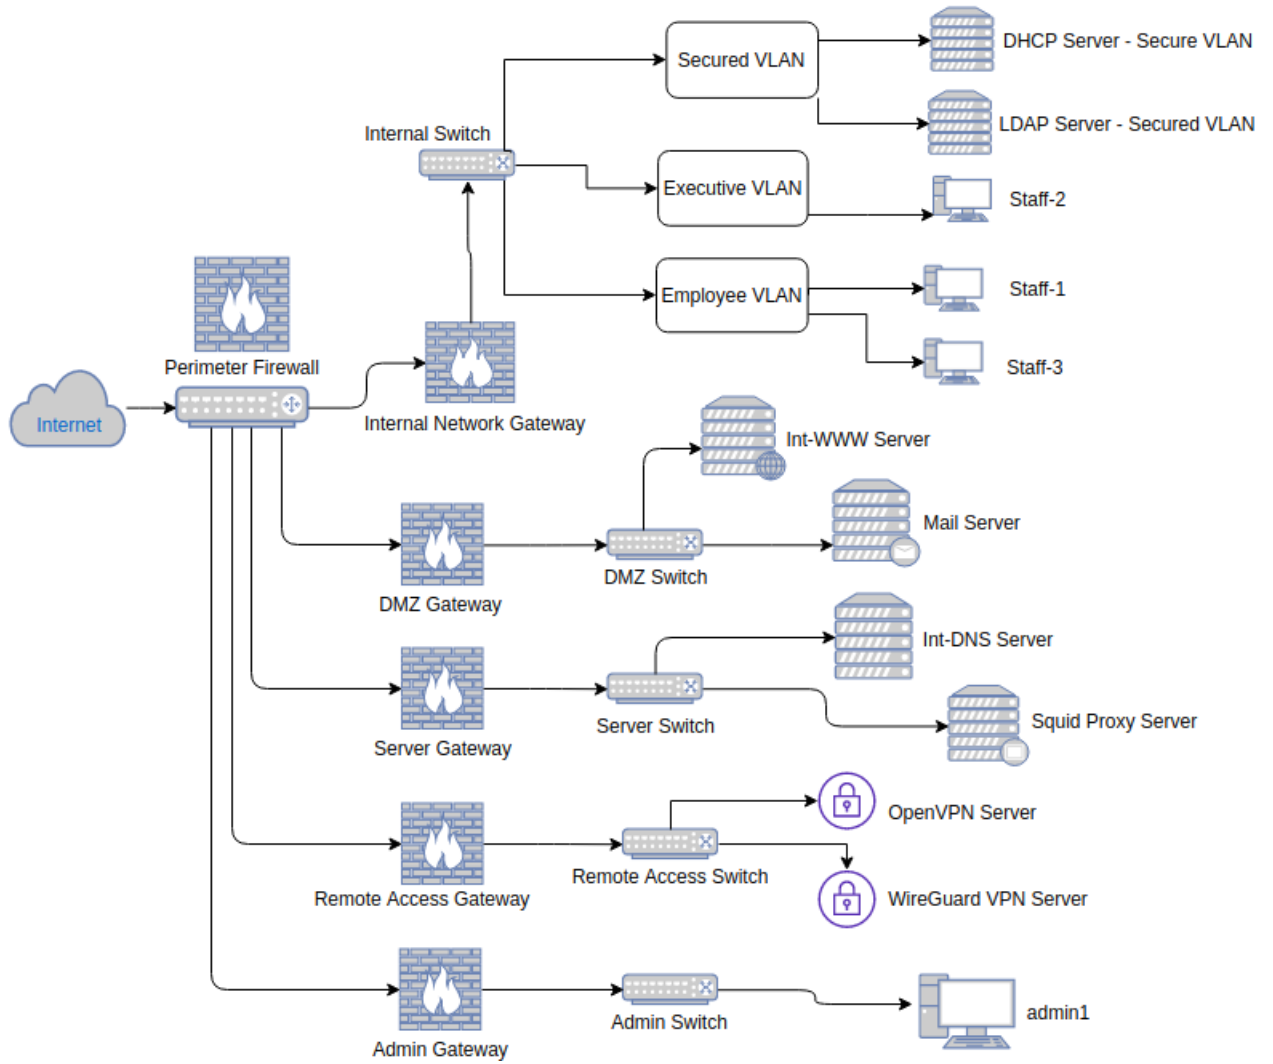 DHCP Server - Secure VLAN
Secured VLAN
LDAP Server - Secured VLAN
Internal Switch
Executive VLAN
Staff-2
Employee VLAN
Staff-1
Staff-3
Perimeter Firewall
Internet
Internal Network Gateway
Int-WWW Server
Mail Server
DMZ Switch
DMZ Gateway
Int-DNS Server
Server Switch
Squid Proxy Server
Server Gateway
OpenVPN Server
Remote Access Switch
Remote Access Gateway
WireGuard VPN Server
Admin Switch
admin1
Admin Gateway